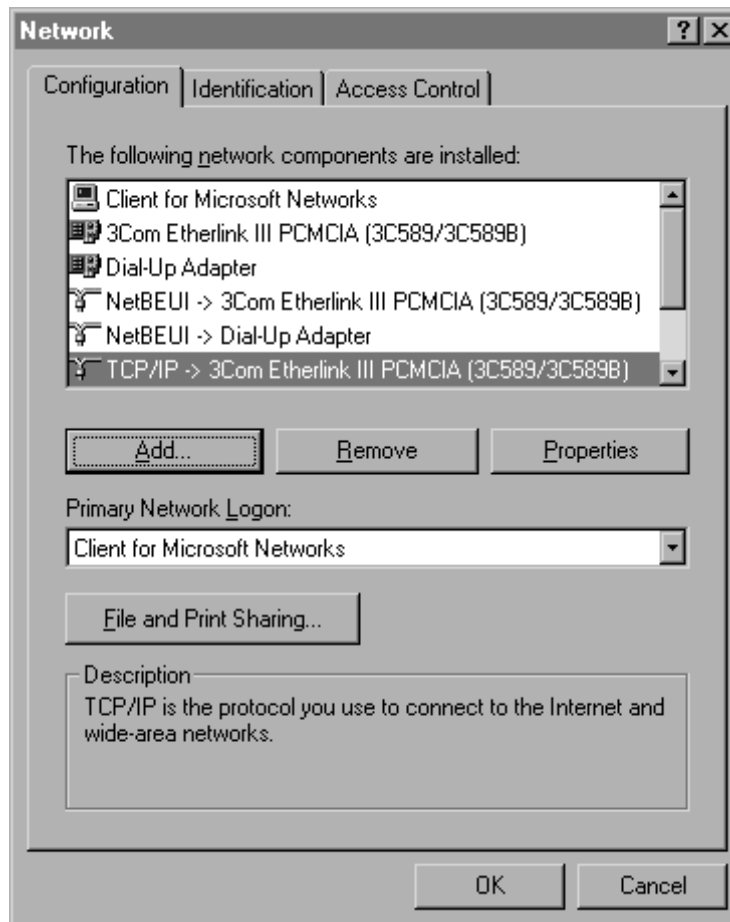 Network
Configuration Identification Access Control
The following network components are installed:
Client for Microsoft Networks
3Com Etherlink III PCMCIA (3C589/3C589B)
Dial-Up Adapter
NetBEUI -> 3Com Etherlink III PCMCIA (3C589/3C589B)
NetBEUI -> Dial-Up Adapter
TCP/IP -> 3Com Etherlink III PCMCIA (3C589/3C589B)
Add... Remove Properties
Primary Network Logon:
Client for Microsoft Networks
File and Print Sharing...
Description
TCP/IP is the protocol you use to connect to the Internet and
wide-area networks.
OK Cancel